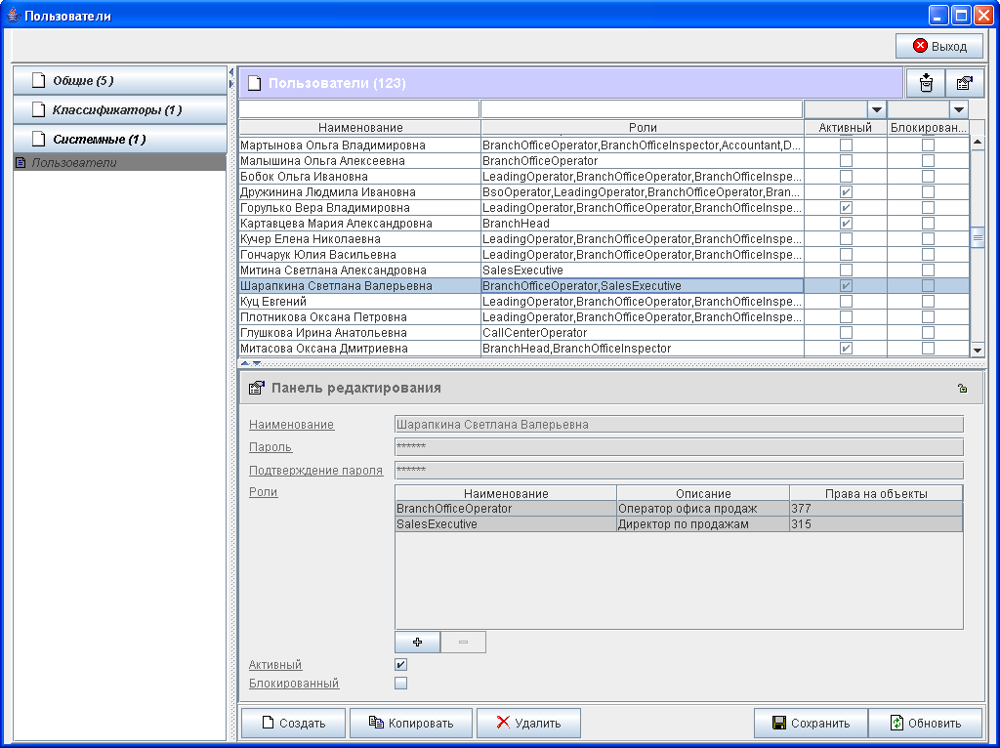 Пользователи
Выход
Общие (5)
Классификаторы (1)
Системные (1)
Пользователи
Пользователи (123)
Наименование Роли Активный Блокирован...
Мартынова Ольга Владимировна BranchOfficeOperator,BranchOfficeInspector,Accountant,D...
Малышина Ольга Алексеевна BranchOfficeOperator
Бобок Ольга Ивановна LeadingOperator,BranchOfficeOperator,BranchOfficeInspe...
Дружинина Людмила Ивановна BsoOperator,LeadingOperator,BranchOfficeOperator,Bran...
Горулько Вера Владимировна LeadingOperator,BranchOfficeOperator,BranchOfficeInspe...
Картавцева Мария Александровна BranchHead
Кучер Елена Николаевна LeadingOperator,BranchOfficeOperator,BranchOfficeInspe...
Гончарук Юлия Васильевна LeadingOperator,BranchOfficeOperator,BranchOfficeInspe...
Митина Светлана Александровна SalesExecutive
Шарапкина Светлана Валерьевна BranchOfficeOperator,SalesExecutive
Куц Евгений LeadingOperator,BranchOfficeOperator,BranchOfficeInspe...
Плотникова Оксана Петровна LeadingOperator,BranchOfficeOperator,BranchOfficeInspe...
Глушкова Ирина Анатольевна CallCenterOperator
Митасова Оксана Дмитриевна BranchHead,BranchOfficeInspector
Панель редактирования
Наименование Шарапкина Светлана Валерьевна
Пароль ******
Подтверждение пароля ******
Роли
Наименование Описание Права на объекты
BranchOfficeOperator Оператор офиса продаж 377
SalesExecutive Директор по продажам 315
Активный
Блокированный
Создать Копировать Удалить Сохранить Обновить